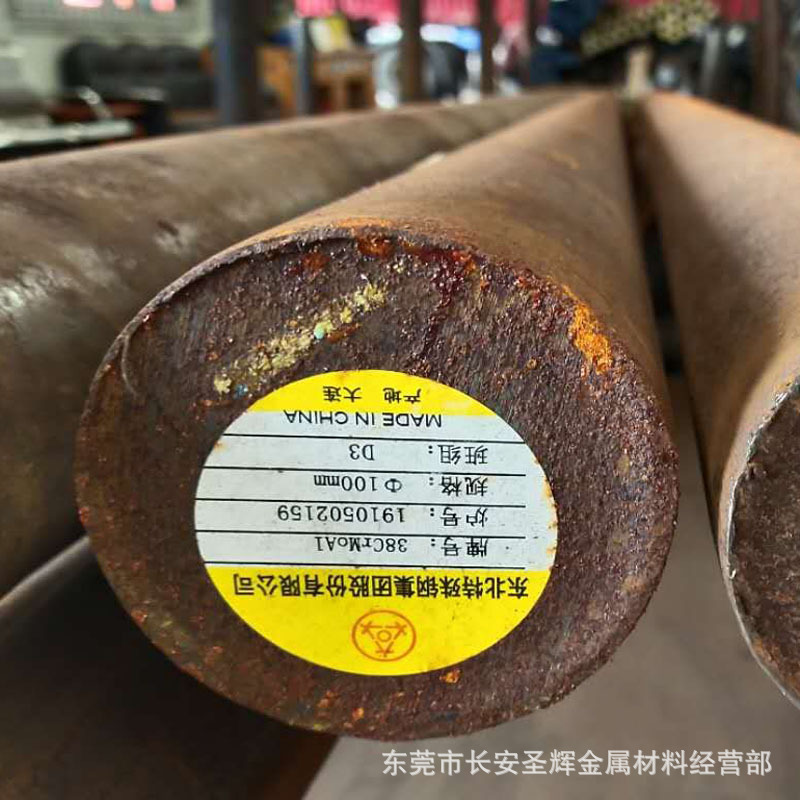 东北特殊钢集团股份有限公司
牌号: 38CrMoAl
炉号: 1910502159
规格: Φ100mm
班组: D3
MADE IN CHINA
产地 大连
东莞市长安圣辉金属材料经营部